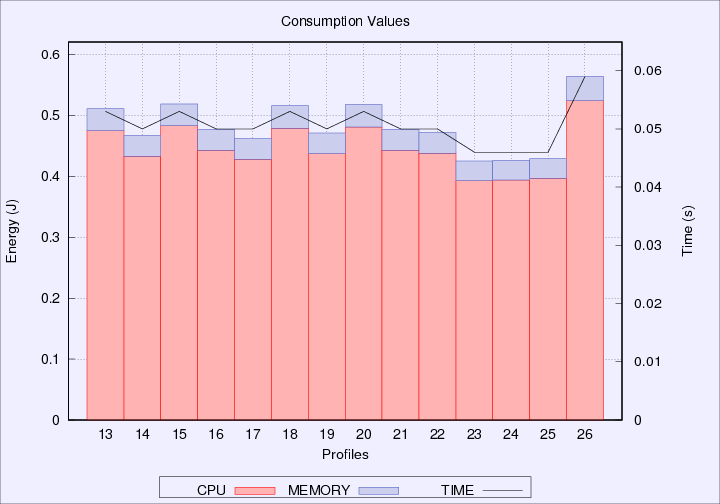 Consumption Values
0.6
0.5
0.4
0.3
0.2
0.1
0
Energy (J)
0.06
0.05
0.04
0.03
0.02
0.01
0
Time (s)
13 14 15 16 17 18 19 20 21 22 23 24 25 26
Profiles
CPU MEMORY TIME